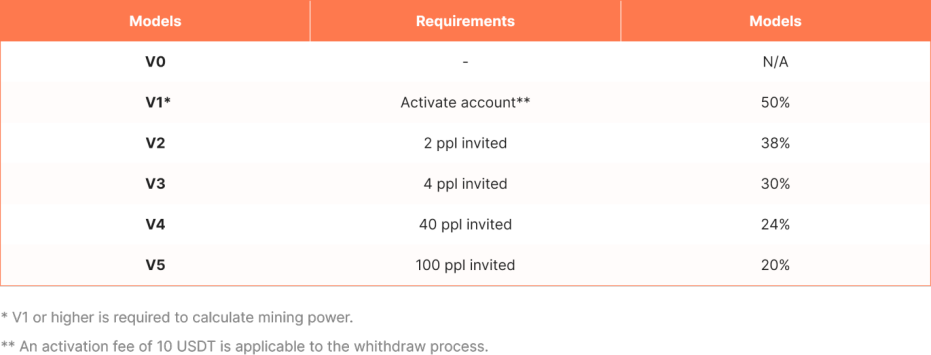 Models Requirements Models
V0 - N/A
V1* Activate account** 50%
V2 2 ppl invited 38%
V3 4 ppl invited 30%
V4 40 ppl invited 24%
V5 100 ppl invited 20%
* V1 or higher is required to calculate mining power.
** An activation fee of 10 USDT is applicable to the whithdraw process.